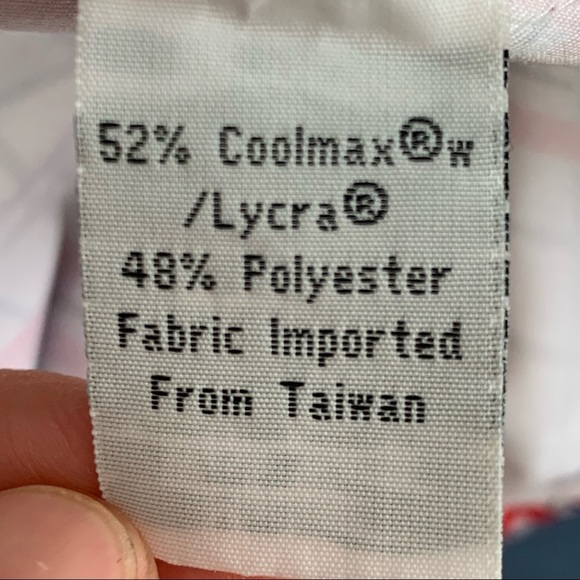 52% Coolmax®w
/Lycra®
48% Polyester
Fabric Imported
From Taiwan